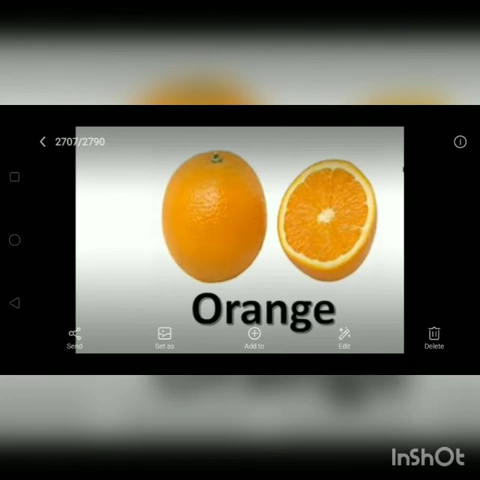 2707/2790
Orange
Send
Set as
Add to
Edit
Delete
InShOt